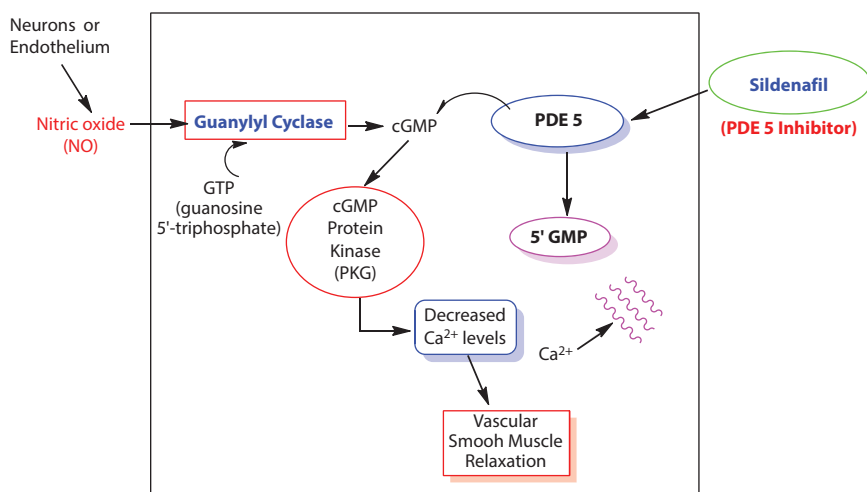 Neurons or
Endothelium
Nitric oxide
(NO)
Guanylyl Cyclase
GTP
(guanosine
5'-triphosphate)
cGMP
PDE 5
Sildenafil
(PDE 5 Inhibitor)
5' GMP
cGMP
Protein
Kinase
(PKG)
Decreased
Ca²⁺ levels
Ca²⁺
Vascular
Smooh Muscle
Relaxation